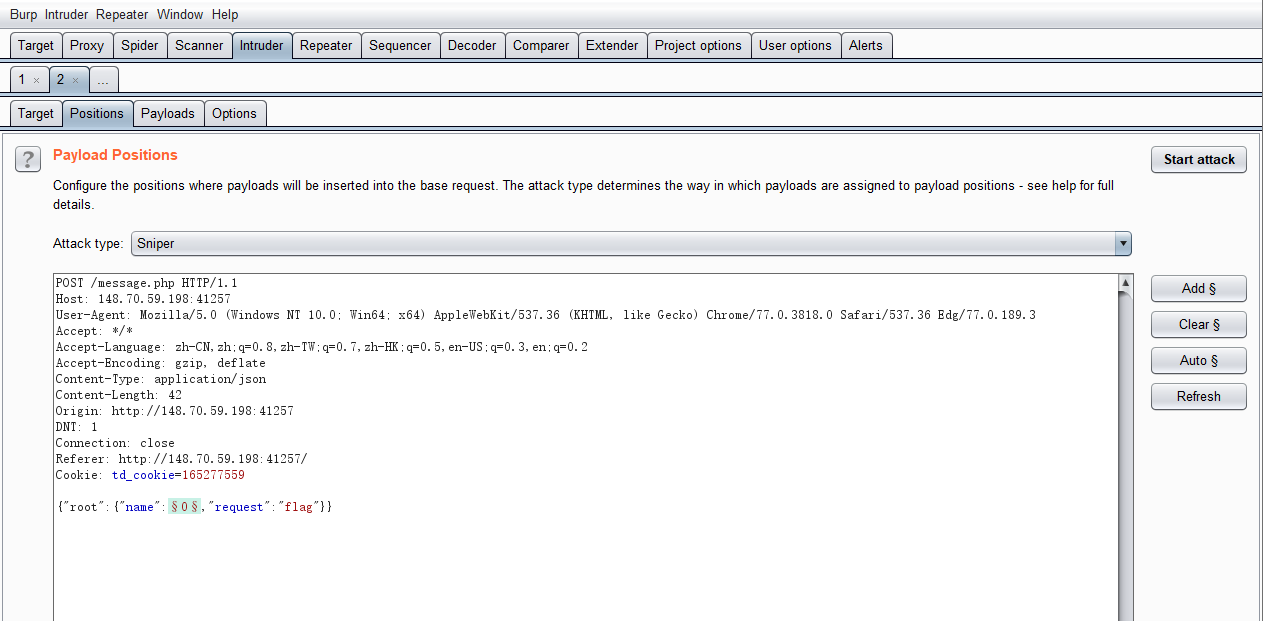 Burp Intruder Repeater Window Help
Target Proxy Spider Scanner Intruder Repeater Sequencer Decoder Comparer Extender Project options User options Alerts
1 × 2 × ...
Target Positions Payloads Options
? Payload Positions
Start attack
Configure the positions where payloads will be inserted into the base request. The attack type determines the way in which payloads are assigned to payload positions - see help for full
details.
Attack type: Sniper
POST /message.php HTTP/1.1
Host: 148.70.59.198:41257
User-Agent: Mozilla/5.0 (Windows NT 10.0; Win64; x64) AppleWebKit/537.36 (KHTML, like Gecko) Chrome/77.0.3818.0 Safari/537.36 Edg/77.0.189.3
Accept: */*
Accept-Language: zh-CN,zh;q=0.8,zh-TW;q=0.7,zh-HK;q=0.5,en-US;q=0.3,en;q=0.2
Accept-Encoding: gzip, deflate
Content-Type: application/json
Content-Length: 42
Origin: http://148.70.59.198:41257
DNT: 1
Connection: close
Referer: http://148.70.59.198:41257/
Cookie: td_cookie=165277559
{"root":{"name":§0§,"request":"flag"}}
Add §
Clear §
Auto §
Refresh